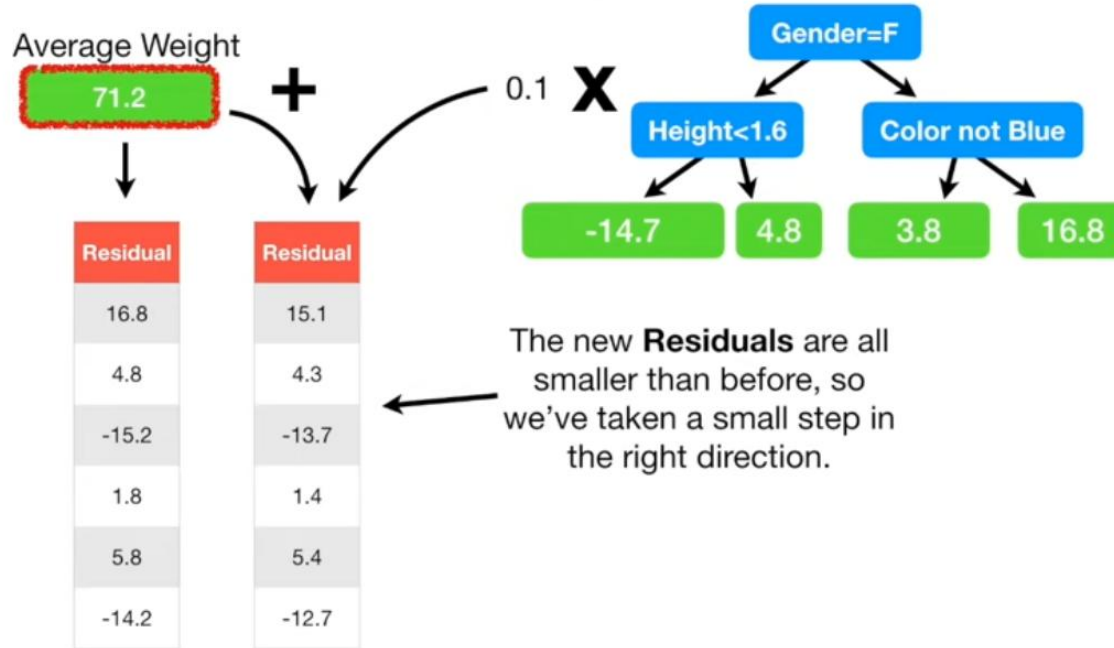 Average Weight
71.2
+
0.1 X
Gender=F
Height<1.6
Color not Blue
-14.7
4.8
3.8
16.8
Residual
16.8
4.8
-15.2
1.8
5.8
-14.2
Residual
15.1
4.3
-13.7
1.4
5.4
-12.7
The new Residuals are all
smaller than before, so
we’ve taken a small step in
the right direction.